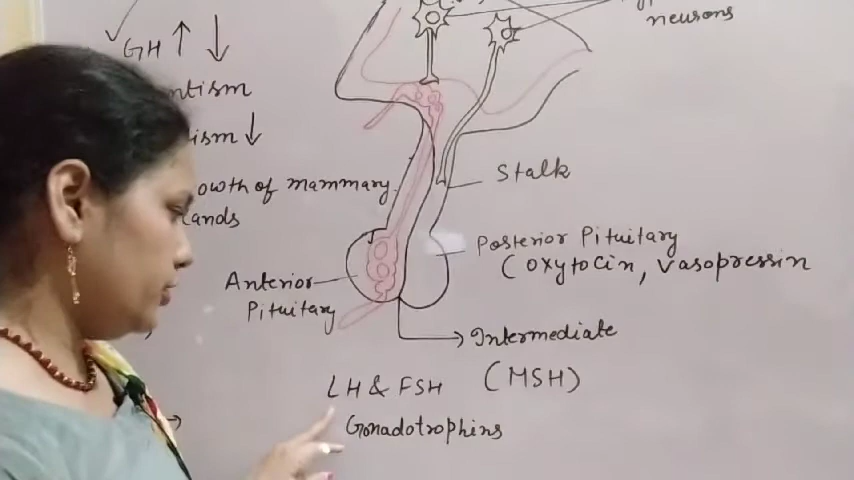 neurons
GH ↑ ↓
ntism
ism ↓
owth of mammary
lands
Stalk
Posterior Pituitary
(Oxytocin, Vasopressin
Anterior
Pituitary
Intermediate
(MSH)
LH & FSH
Gonadotrophins